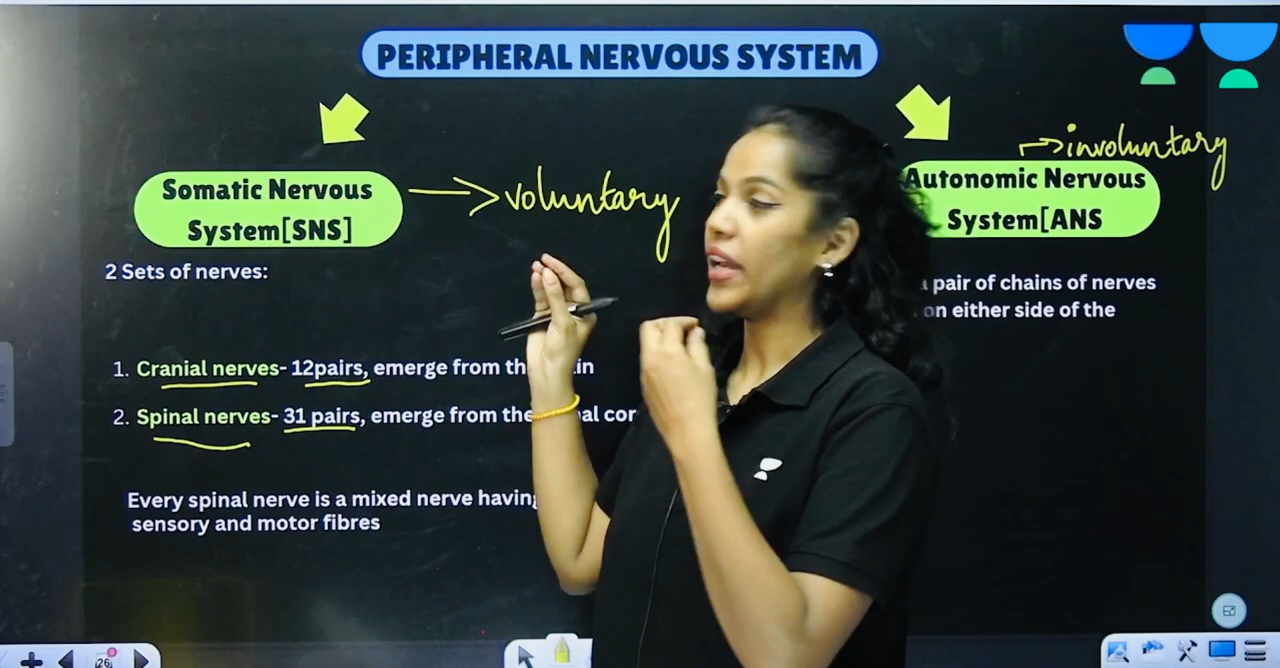 PERIPHERAL NERVOUS SYSTEM
involuntary
Somatic Nervous
System[SNS]
voluntary
Autonomic Nervous
System[ANS
2 Sets of nerves:
a pair of chains of nerves
on either side of the
1. Cranial nerves- 12pairs, emerge from
2. Spinal nerves- 31 pairs, emerge from the
Every spinal nerve is a mixed nerve having
sensory and motor fibres
26